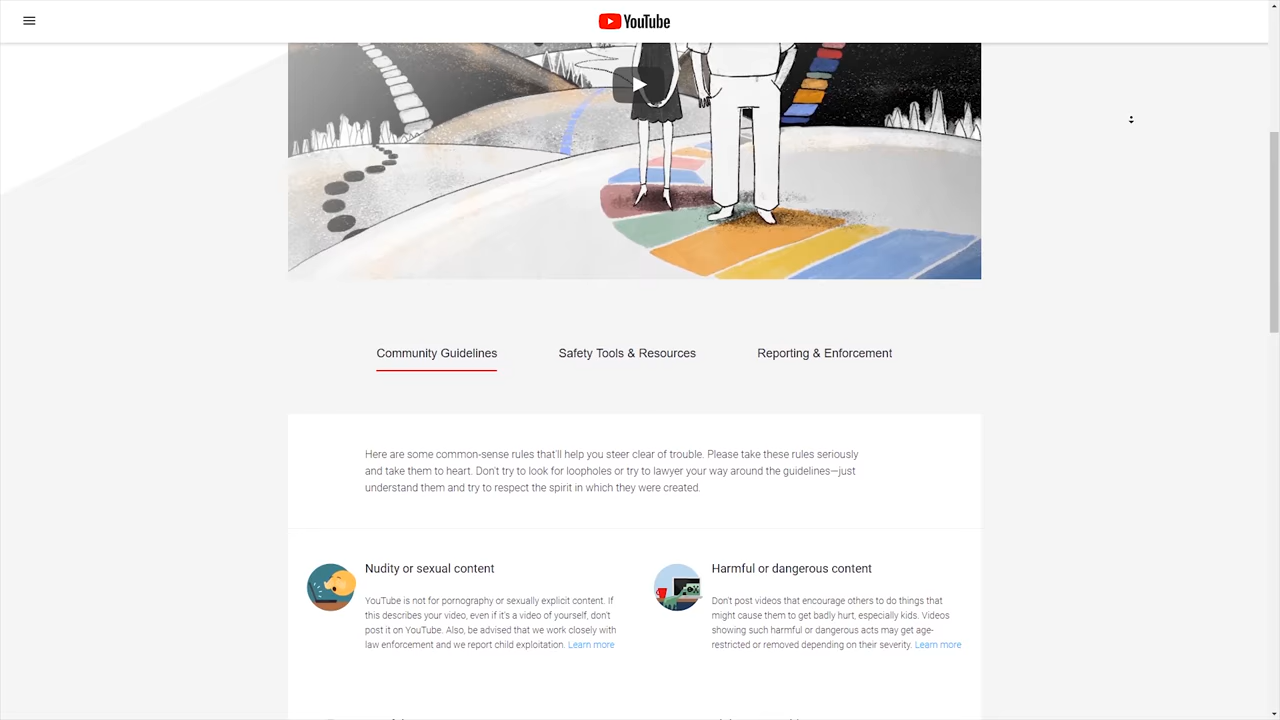 YouTube
Community Guidelines
Safety Tools & Resources
Reporting & Enforcement
Here are some common-sense rules that'll help you steer clear of trouble. Please take these rules seriously
and take them to heart. Don't try to look for loopholes or try to lawyer your way around the guidelines—just
understand them and try to respect the spirit in which they were created.
Nudity or sexual content
YouTube is not for pornography or sexually explicit content. If
this describes your video, even if it's a video of yourself, don't
post it on YouTube. Also, be advised that we work closely with
law enforcement and we report child exploitation. Learn more
Harmful or dangerous content
Don't post videos that encourage others to do things that
might cause them to get badly hurt, especially kids. Videos
showing such harmful or dangerous acts may get age-
restricted or removed depending on their severity. Learn more